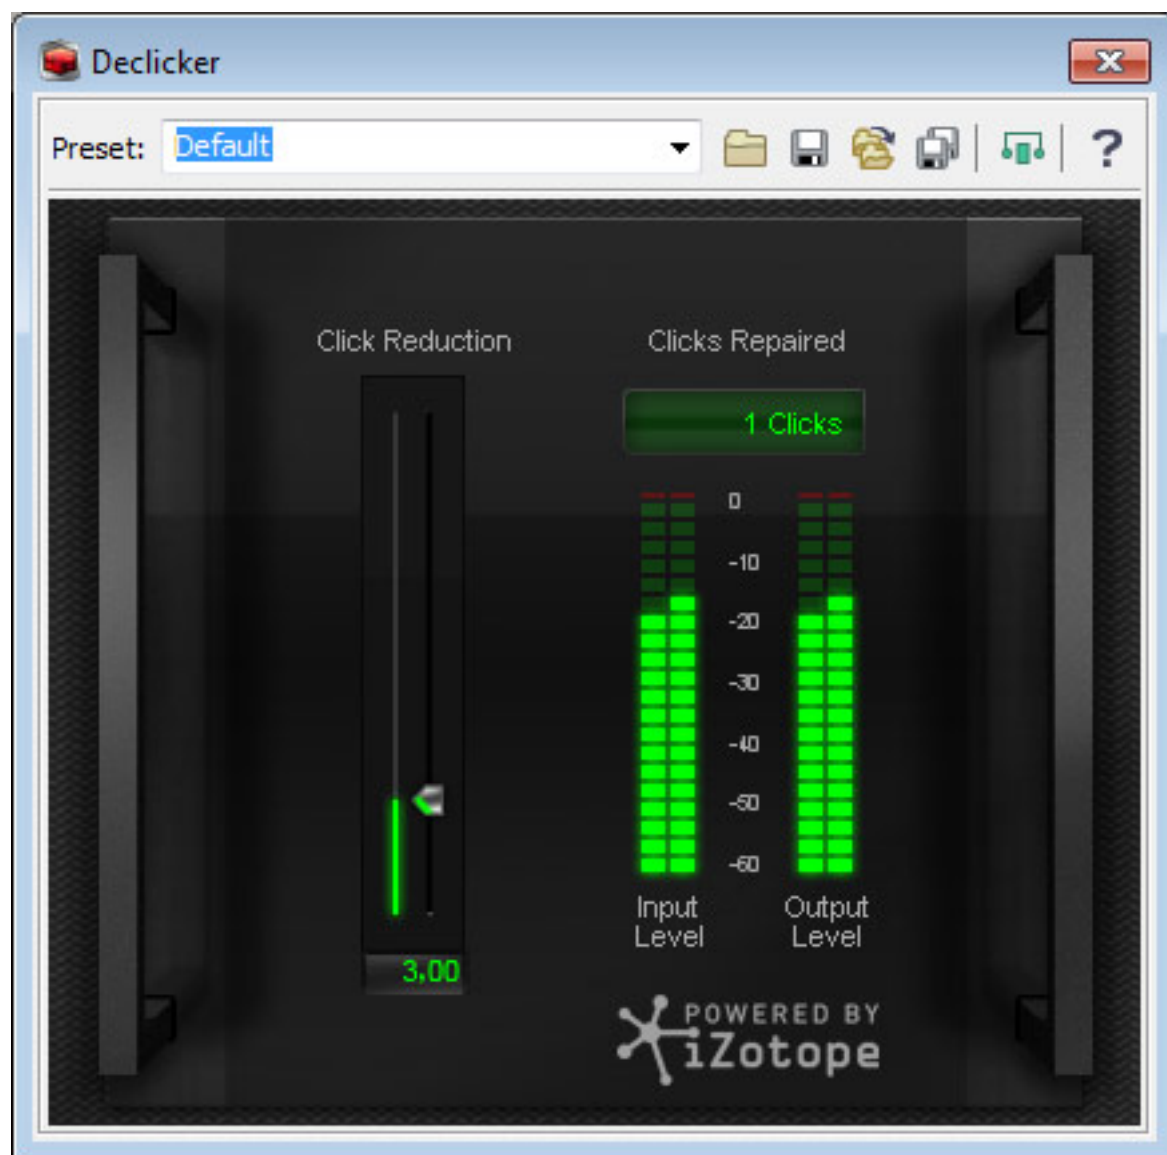 Declicker
Preset: Default
?
Click Reduction
Clicks Repaired
1 Clicks
0
-10
-20
-30
-40
-50
-60
Input
Level
Output
Level
3,00
POWERED BY
iZotope